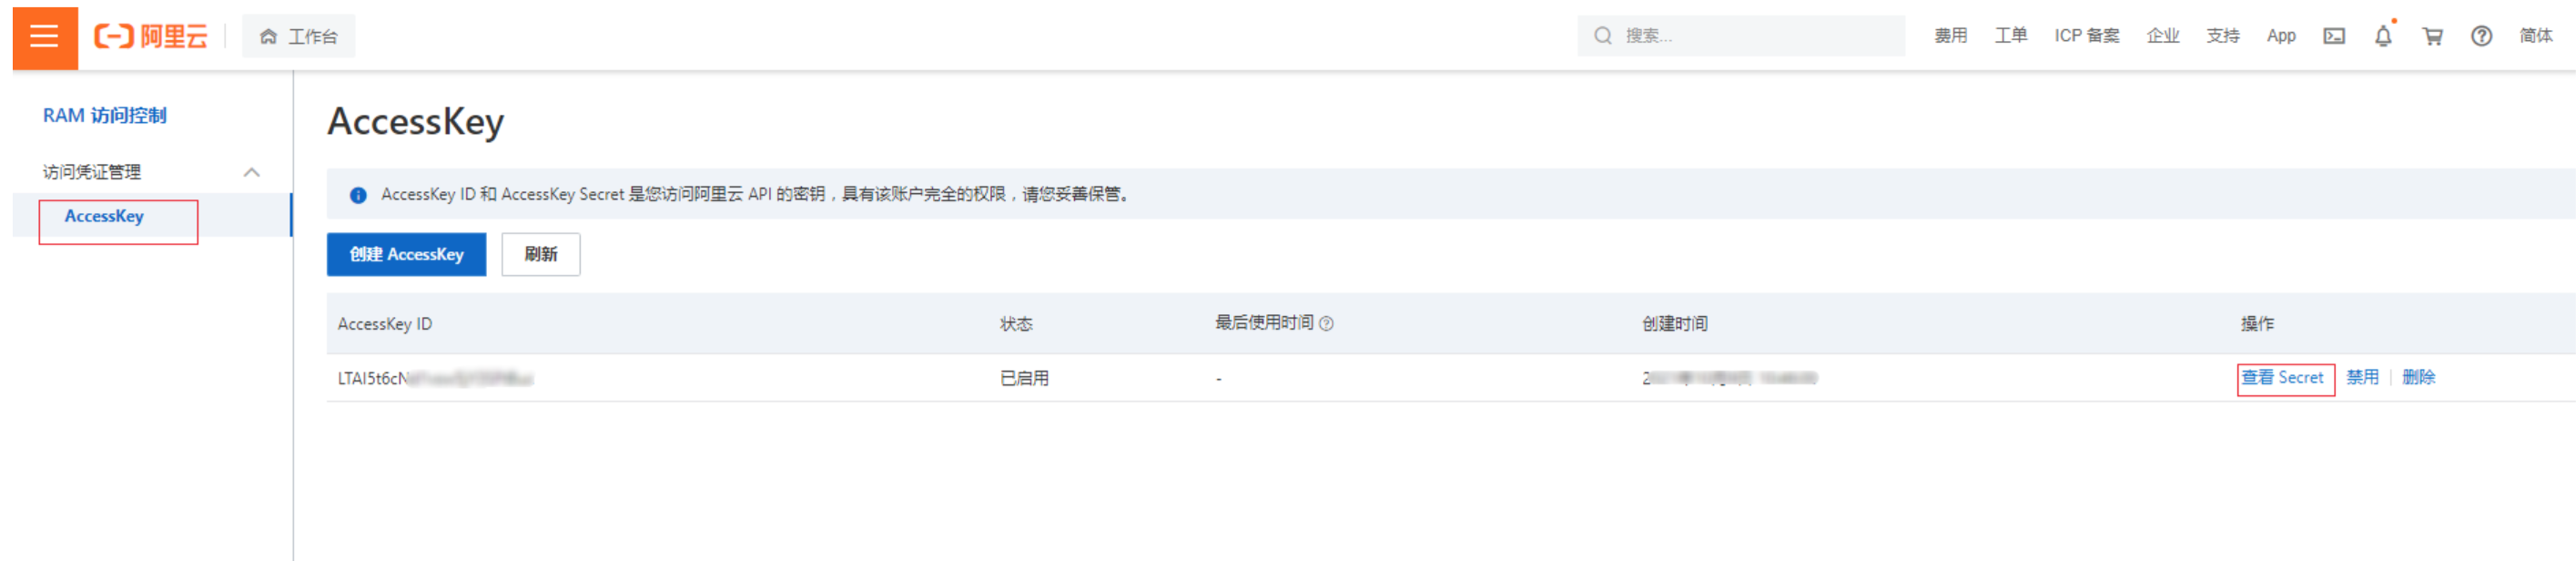 阿里云 工作台 搜索... 费用 工单 ICP 备案 企业 支持 App 简体
RAM 访问控制
访问凭证管理
AccessKey
AccessKey
AccessKey ID 和 AccessKey Secret 是您访问阿里云 API 的密钥，具有该账户完全的权限，请您妥善保管。
创建 AccessKey 刷新
AccessKey ID 状态 最后使用时间 创建时间 操作
LTAI5t6cN 已启用 - 2 查看 Secret 禁用 删除